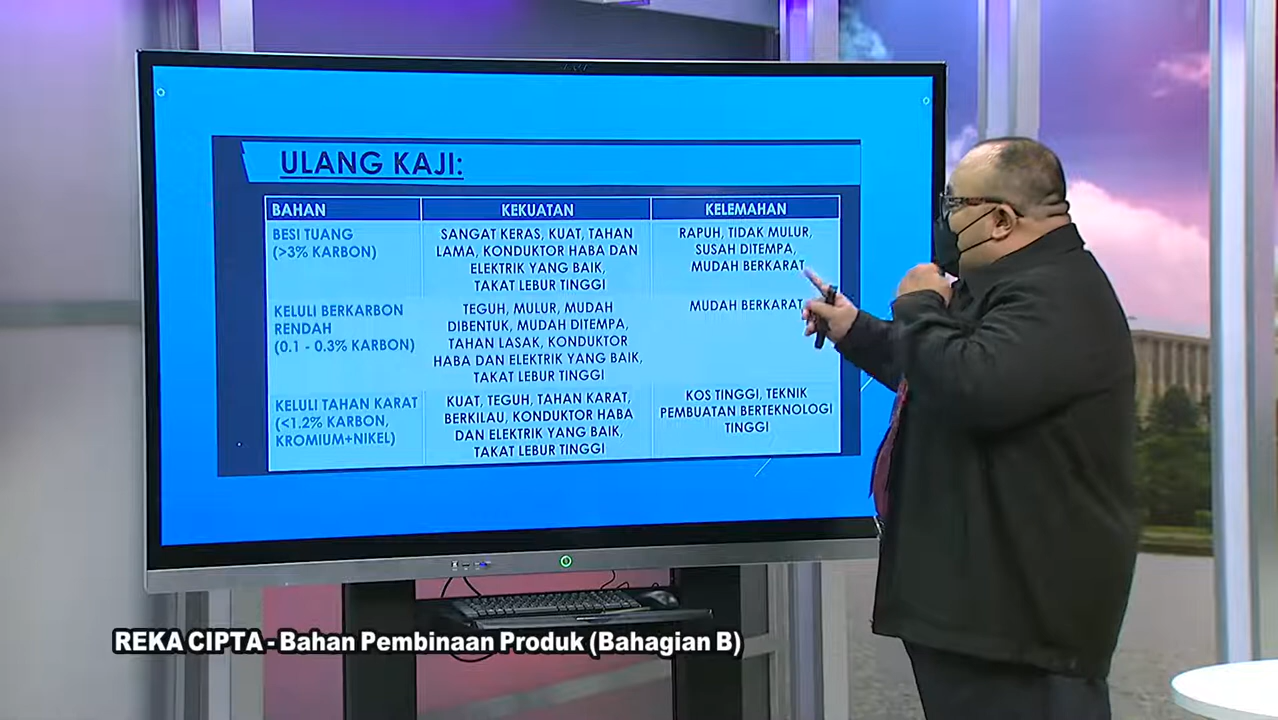 ULANG KAJI:
BAHAN
KEKUATAN
KELEMAHAN
BESI TUANG
(>3% KARBON)
SANGAT KERAS, KUAT, TAHAN
LAMA, KONDUKTOR HABA DAN
ELEKTRIK YANG BAIK,
TAKAT LEBUR TINGGI
RAPUH, TIDAK MULUR,
SUSAH DITEMPA,
MUDAH BERKARAT
KELULI BERKARBON
RENDAH
(0.1 - 0.3% KARBON)
TEGUH, MULUR, MUDAH
DIBENTUK, MUDAH DITEMPA,
TAHAN LASAK, KONDUKTOR
HABA DAN ELEKTRIK YANG BAIK,
TAKAT LEBUR TINGGI
MUDAH BERKARAT
KELULI TAHAN KARAT
(<1.2% KARBON,
KROMIUM+NIKEL)
KUAT, TEGUH, TAHAN KARAT,
BERKILAU, KONDUKTOR HABA
DAN ELEKTRIK YANG BAIK,
TAKAT LEBUR TINGGI
KOS TINGGI, TEKNIK
PEMBUATAN BERTEKNOLOGI
TINGGI
REKA CIPTA - Bahan Pembinaan Produk (Bahagian B)